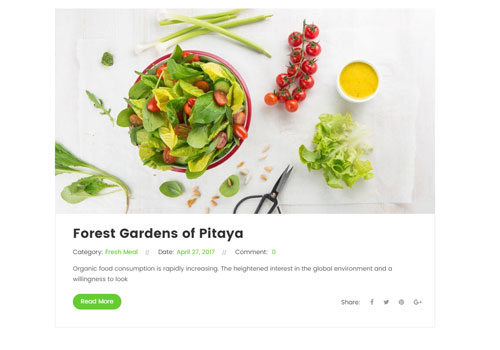 Forest Gardens of Pitaya
Category: Fresh Meal // Date: April 27, 2017 // Comment: 0
Organic food consumption is rapidly increasing. The heightened interest in the global environment and a
willingness to look
Read More
Share: